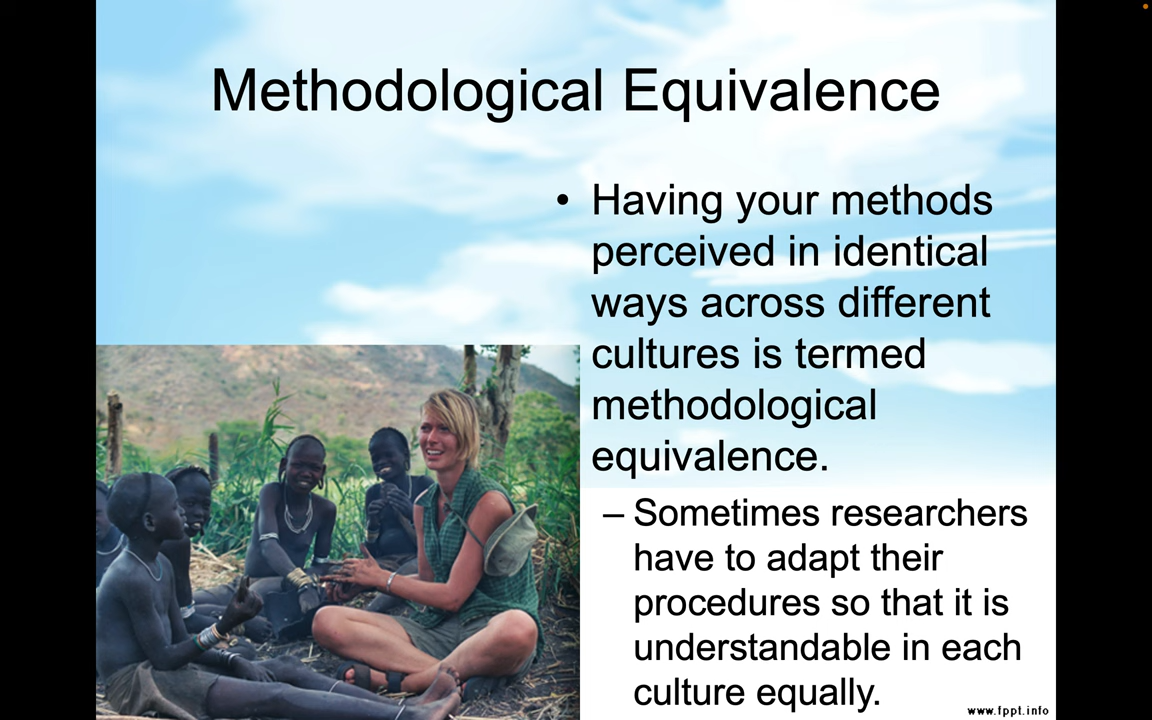 Methodological Equivalence
• Having your methods
perceived in identical
ways across different
cultures is termed
methodological
equivalence.
– Sometimes researchers
have to adapt their
procedures so that it is
understandable in each
culture equally.
www.fppt.info